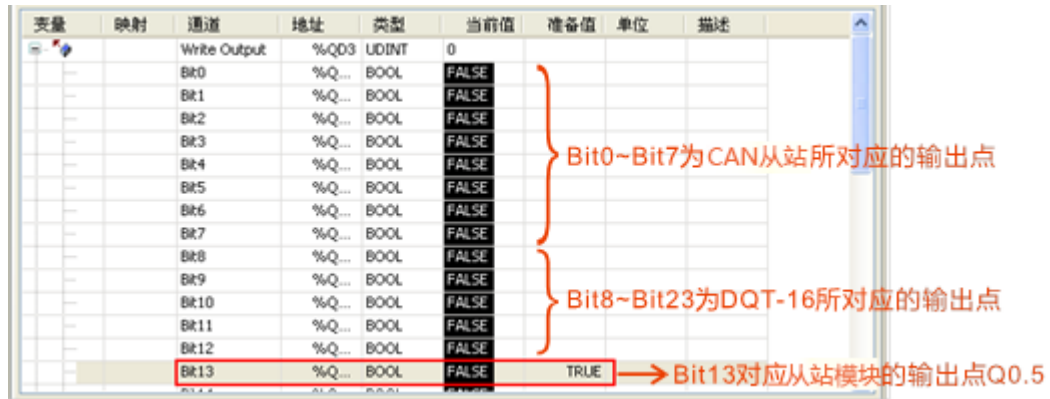 变量 映射 通道 地址 类型 当前值 准备值 单位 描述
Write Output %QD3 UDINT 0
Bit0 %Q... BOOL FALSE
Bit1 %Q... BOOL FALSE
Bit2 %Q... BOOL FALSE
Bit3 %Q... BOOL FALSE
Bit4 %Q... BOOL FALSE
Bit5 %Q... BOOL FALSE
Bit6 %Q... BOOL FALSE
Bit7 %Q... BOOL FALSE
Bit0~Bit7为CAN从站所对应的输出点
Bit8 %Q... BOOL FALSE
Bit9 %Q... BOOL FALSE
Bit10 %Q... BOOL FALSE
Bit11 %Q... BOOL FALSE
Bit12 %Q... BOOL FALSE
Bit8~Bit23为DQT-16所对应的输出点
Bit13 %Q... BOOL FALSE TRUE
Bit13对应从站模块的输出点Q0.5